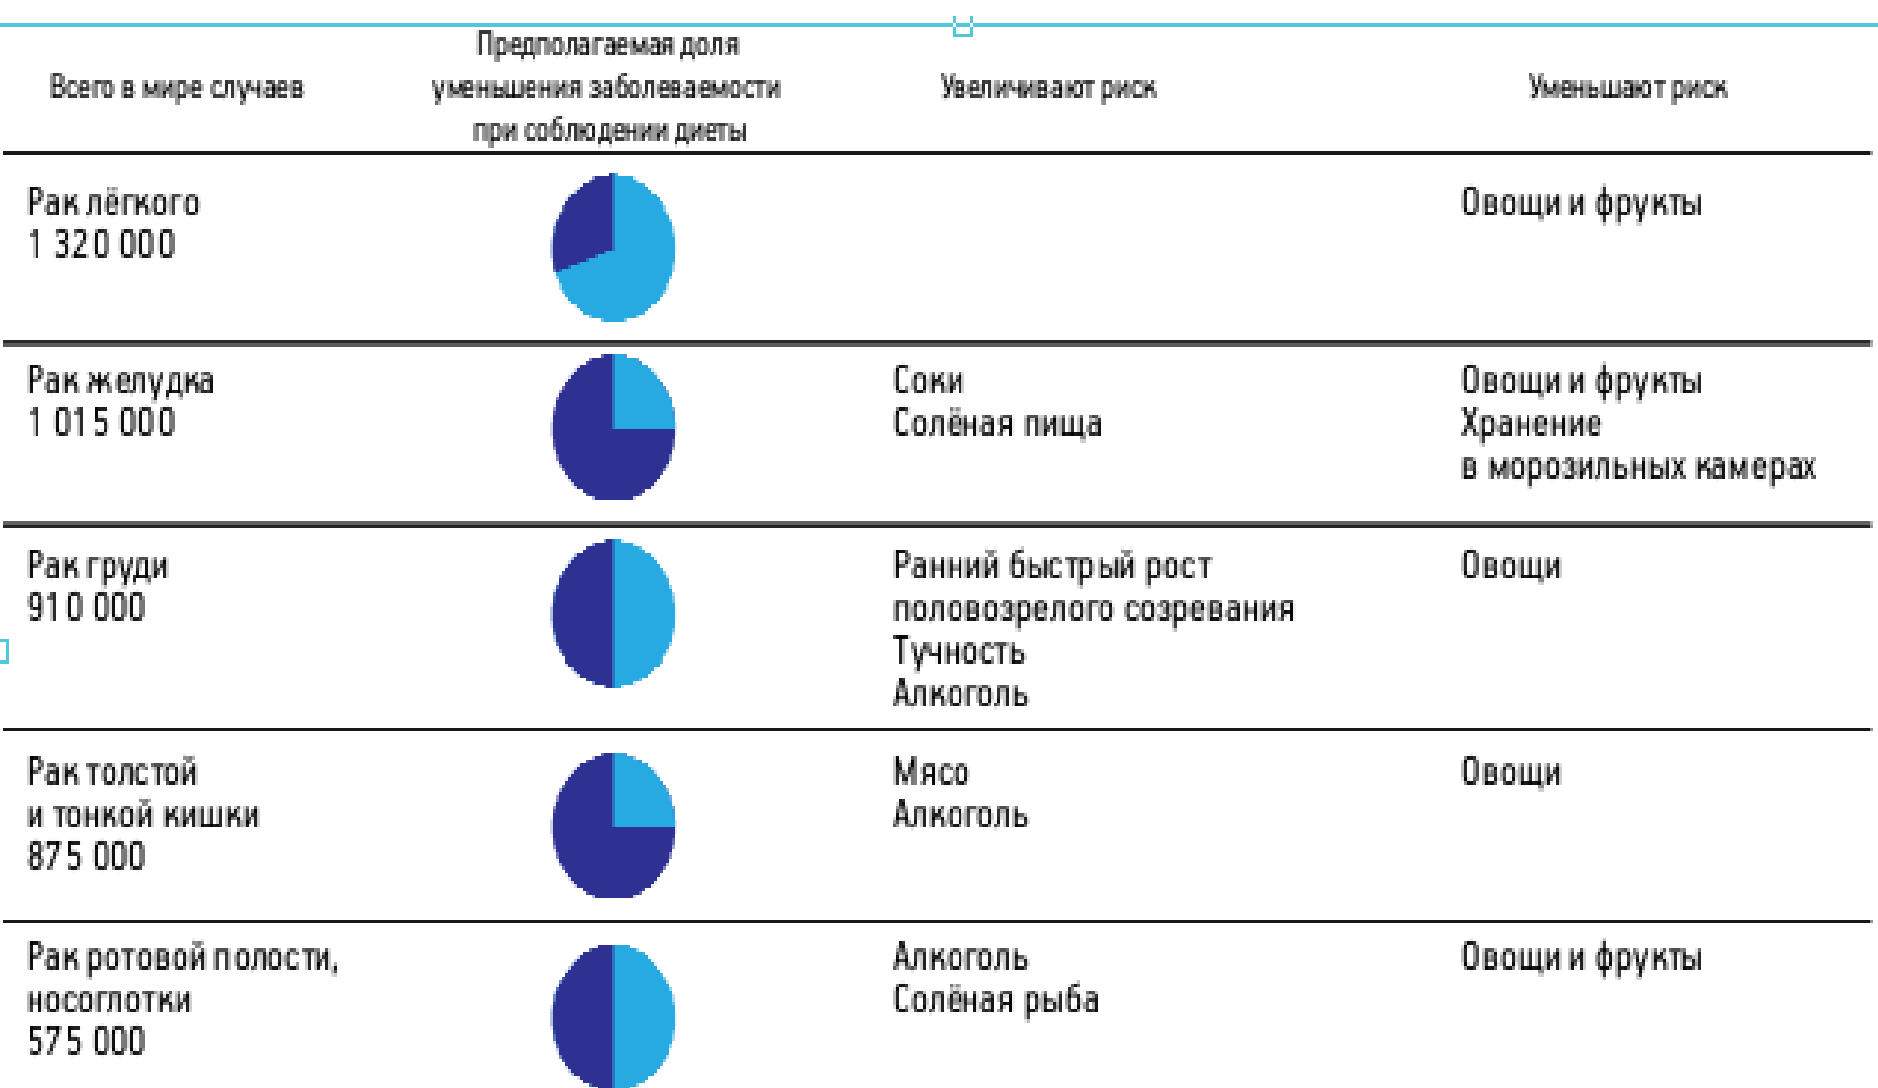 Всего в мире случаев
Предполагаемая доля
уменьшения заболеваемости
при соблюдении диеты
Увеличивают риск
Уменьшают риск
Рак лёгкого
1 320 000
Овощи и фрукты
Рак желудка
1 015 000
Соки
Солёная пища
Овощи и фрукты
Хранение
в морозильных камерах
Рак груди
910 000
Ранний быстрый рост
половозрелого созревания
Тучность
Алкоголь
Овощи
Рак толстой
и тонкой кишки
875 000
Мясо
Алкоголь
Овощи
Рак ротовой полости,
носоглотки
575 000
Алкоголь
Солёная рыба
Овощи и фрукты